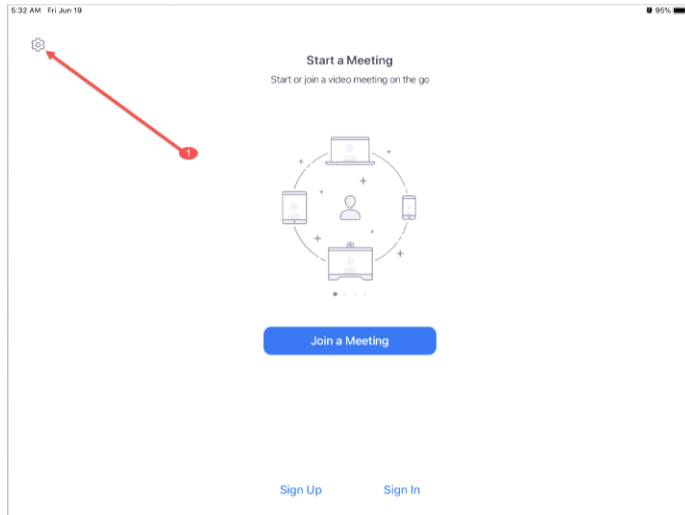 5:32 AM Fri Jun 19
95%
Start a Meeting
Start or join a video meeting on the go
1
Join a Meeting
Sign Up
Sign In